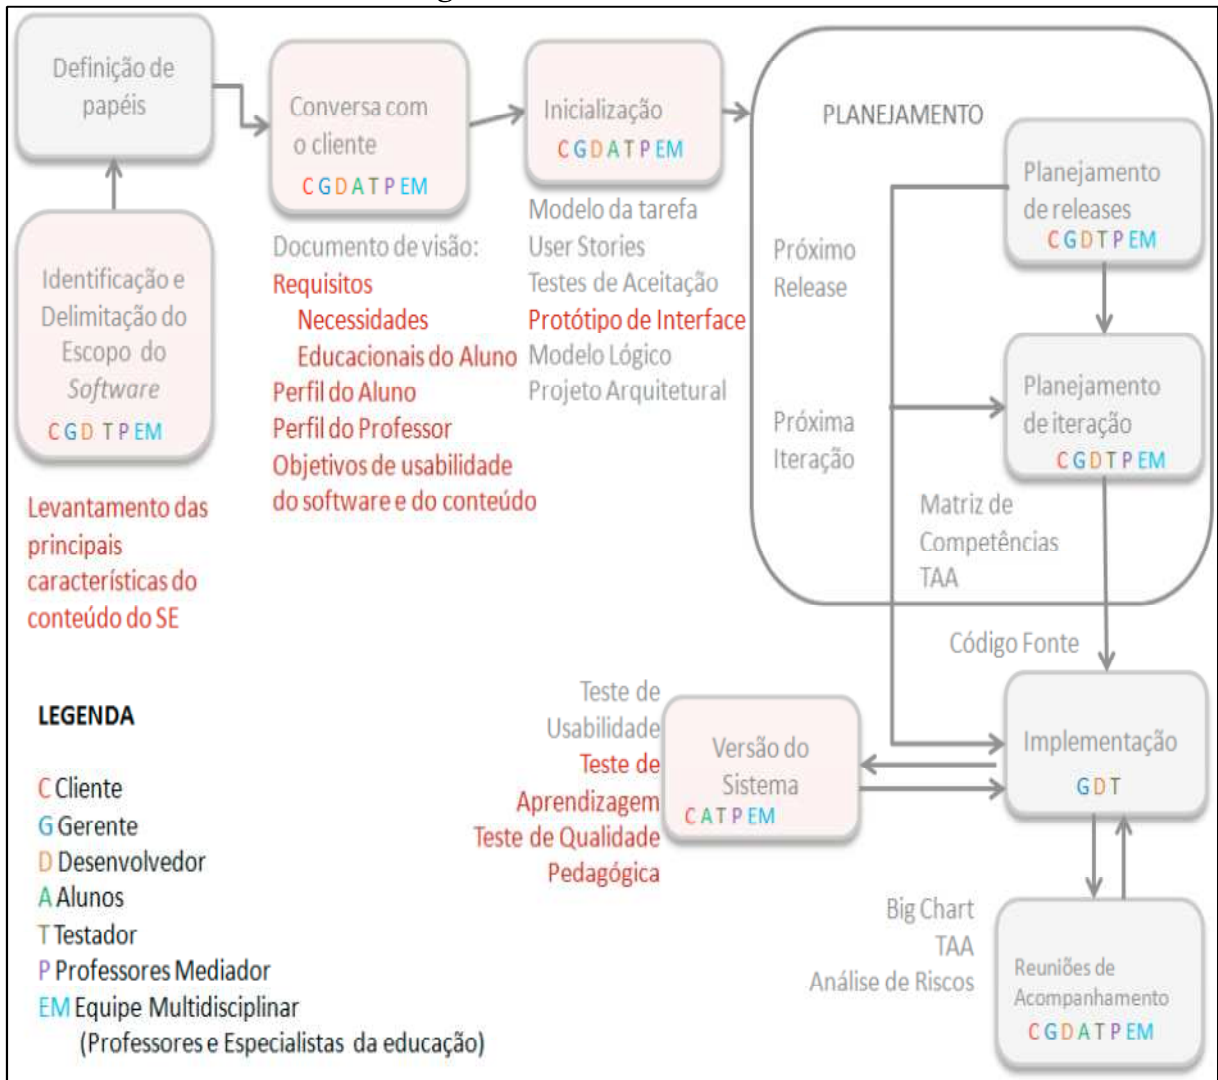 Definição de
papéis
Conversa com
o cliente
C G D A T P EM
Inicialização
C G D A T P EM
PLANEJAMENTO
Planejamento
de releases
C G D T P EM
Identificação e
Delimitação do
Escopo do
Software
C G D T P EM
Levantamento das
principais
características do
conteúdo do SE
Documento de visão:
Requisitos
Necessidades
Educacionais do Aluno
Perfil do Aluno
Perfil do Professor
Objetivos de usabilidade
do software e do conteúdo
Modelo da tarefa
User Stories
Testes de Aceitação
Protótipo de Interface
Modelo Lógico
Projeto Arquitetural
Próximo
Release
Próxima
Iteração
Planejamento
de iteração
C G D T P EM
Matriz de
Competências
TAA
Código Fonte
Implementação
G D T
Teste de
Usabilidade
Teste de
Aprendizagem
Teste de Qualidade
Pedagógica
Versão do
Sistema
C A T P EM
Big Chart
TAA
Análise de Riscos
Reuniões de
Acompanhamento
C G D A T P EM
LEGENDA
C Cliente
G Gerente
D Desenvolvedor
A Alunos
T Testador
P Professores Mediador
EM Equipe Multidisciplinar
(Professores e Especialistas da educação)